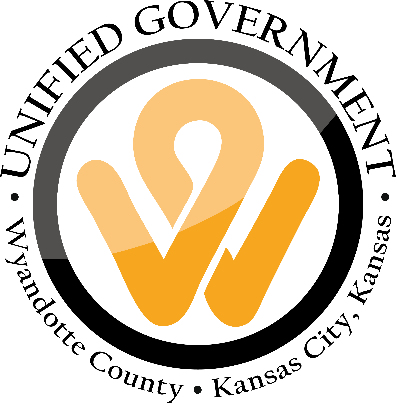 • UNIFIED GOVERNMENT •
Wyandotte County • Kansas City, Kansas